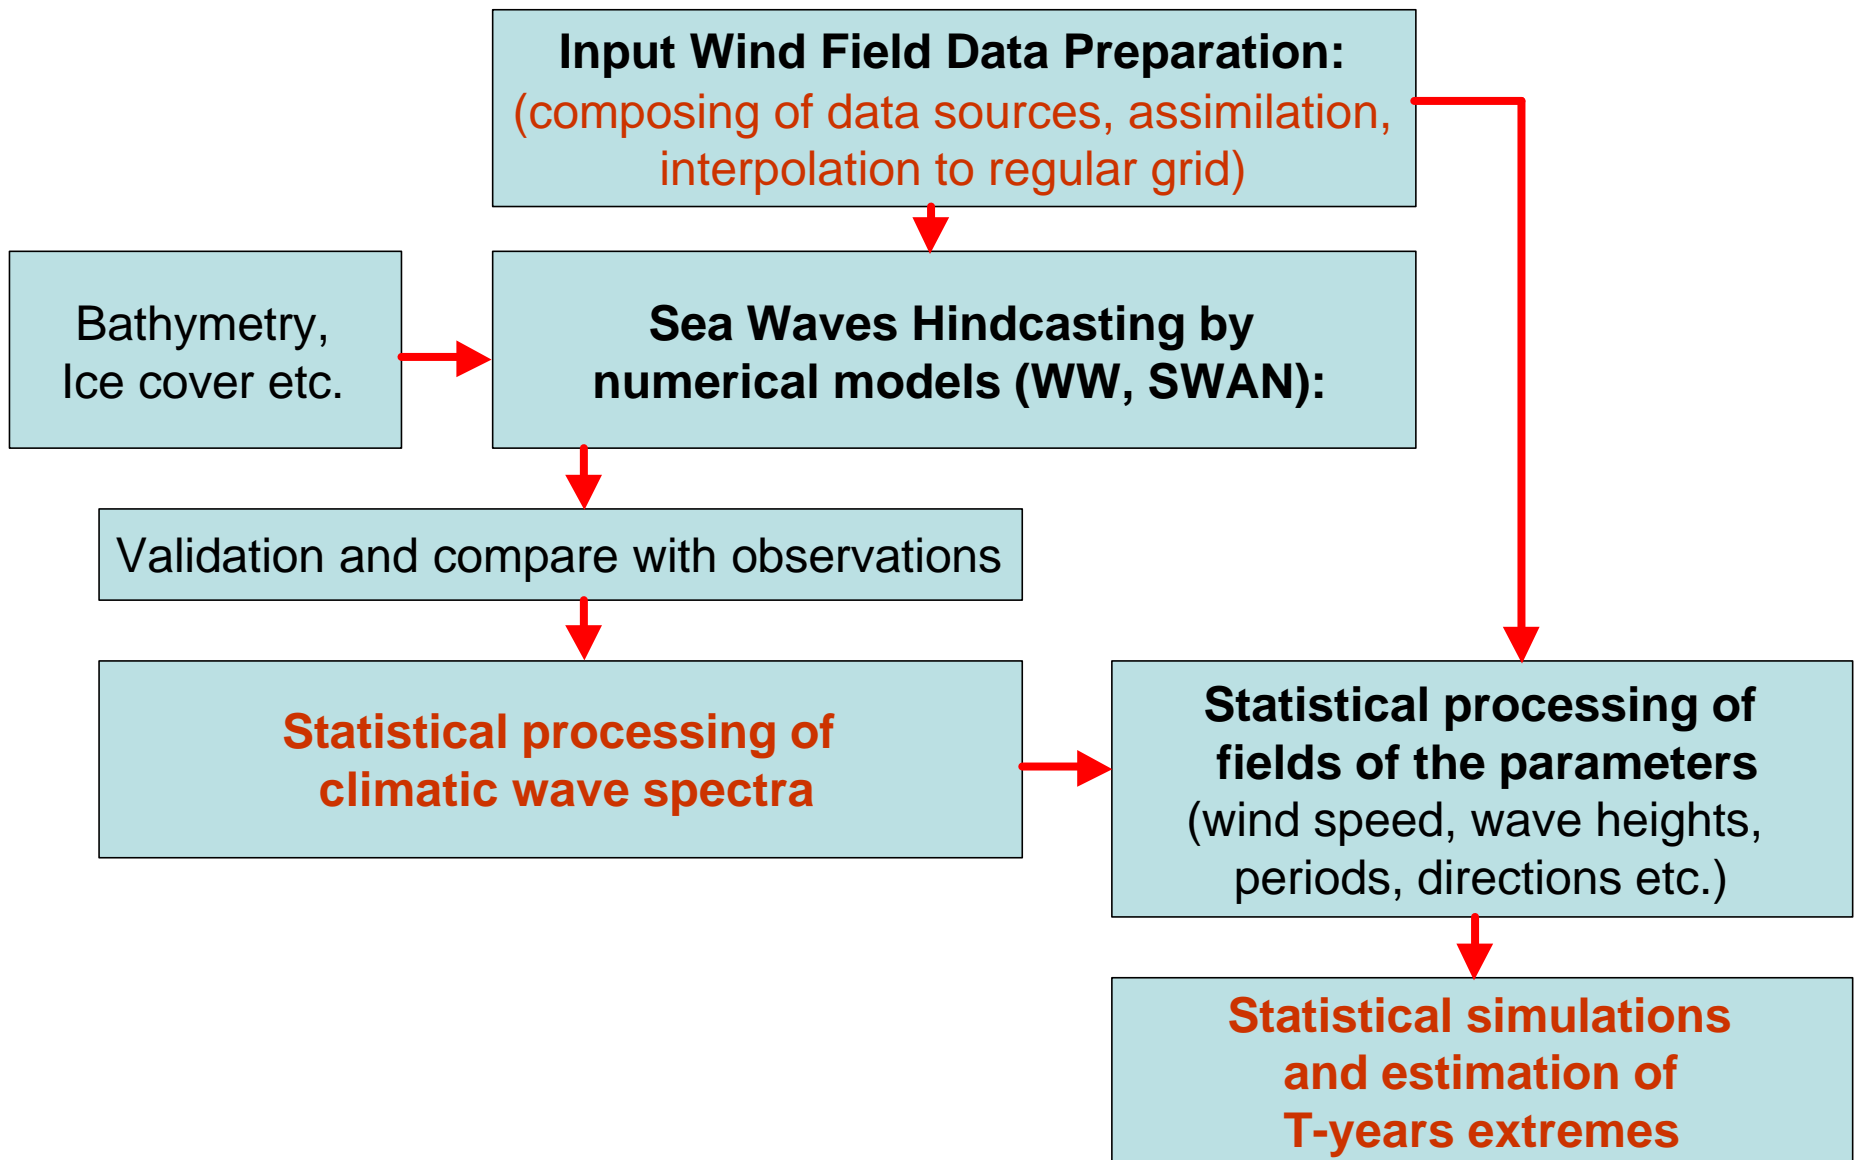 Input Wind Field Data Preparation:
(composing of data sources, assimilation,
interpolation to regular grid)
Bathymetry,
Ice cover etc.
Sea Waves Hindcasting by
numerical models (WW, SWAN):
Validation and compare with observations
Statistical processing of
climatic wave spectra
Statistical processing of
fields of the parameters
(wind speed, wave heights,
periods, directions etc.)
Statistical simulations
and estimation of
T-years extremes